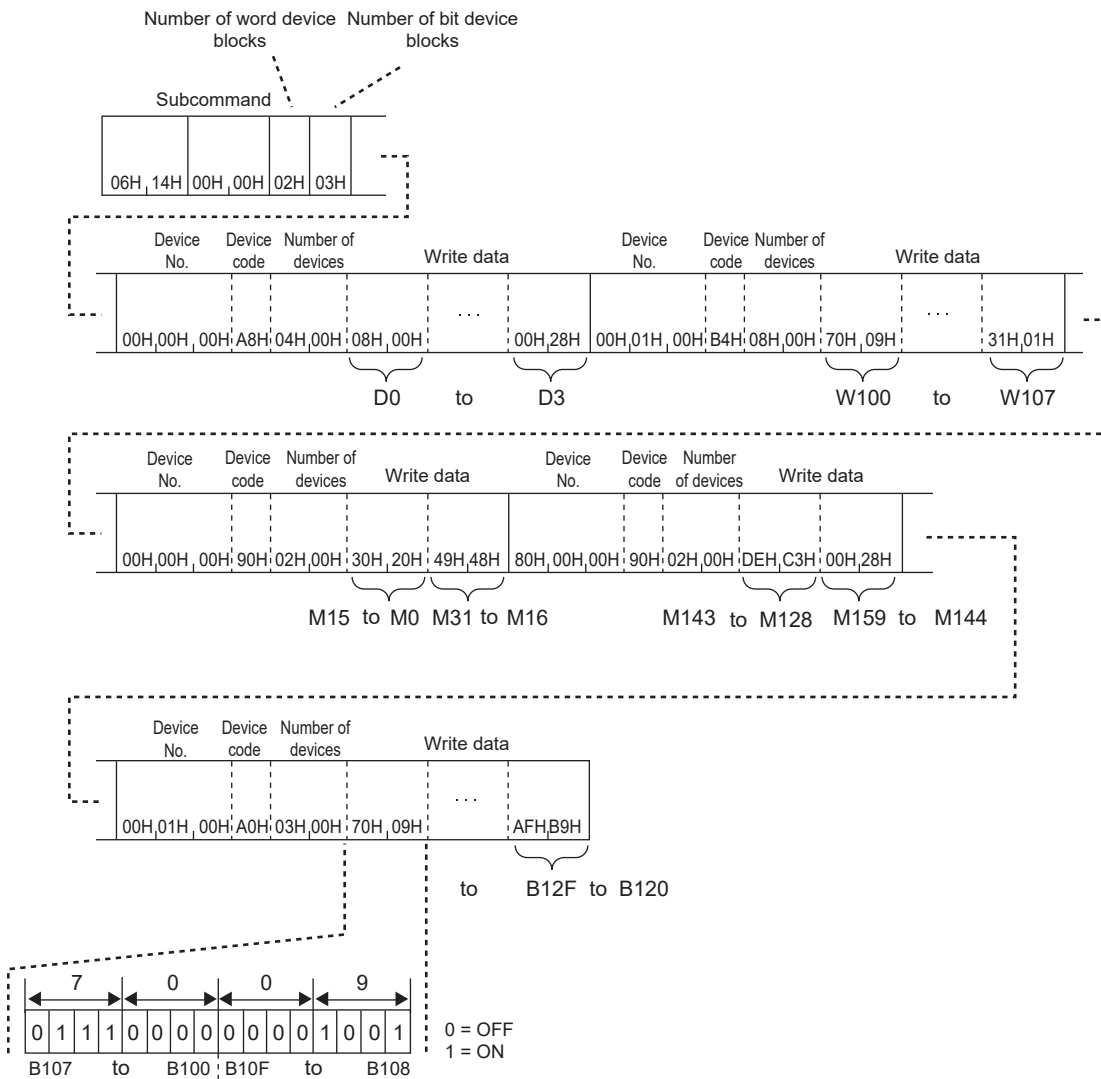 Number of word device blocks
Number of bit device blocks
Subcommand
06H 14H 00H 00H 02H 03H
Device No. Device code Number of devices Write data Device No. Device code Number of devices Write data
00H 00H 00H A8H 04H 00H 08H 00H ... 00H 28H 00H 01H 00H B4H 08H 00H 70H 09H ... 31H 01H
D0 to D3 W100 to W107
Device No. Device code Number of devices Write data Device No. Device code Number of devices Write data
00H 00H 00H 90H 02H 00H 30H 20H 49H 48H 80H 00H 00H 90H 02H 00H DEH C3H 00H 28H
M15 to M0 M31 to M16 M143 to M128 M159 to M144
Device No. Device code Number of devices Write data
00H 01H 00H A0H 03H 00H 70H 09H ... AFH B9H
to B12F to B120
7 0 0 9
0 1 1 1 0 0 0 0 0 0 0 0 1 0 0 1
0 = OFF
1 = ON
B107 to B100 B10F to B108